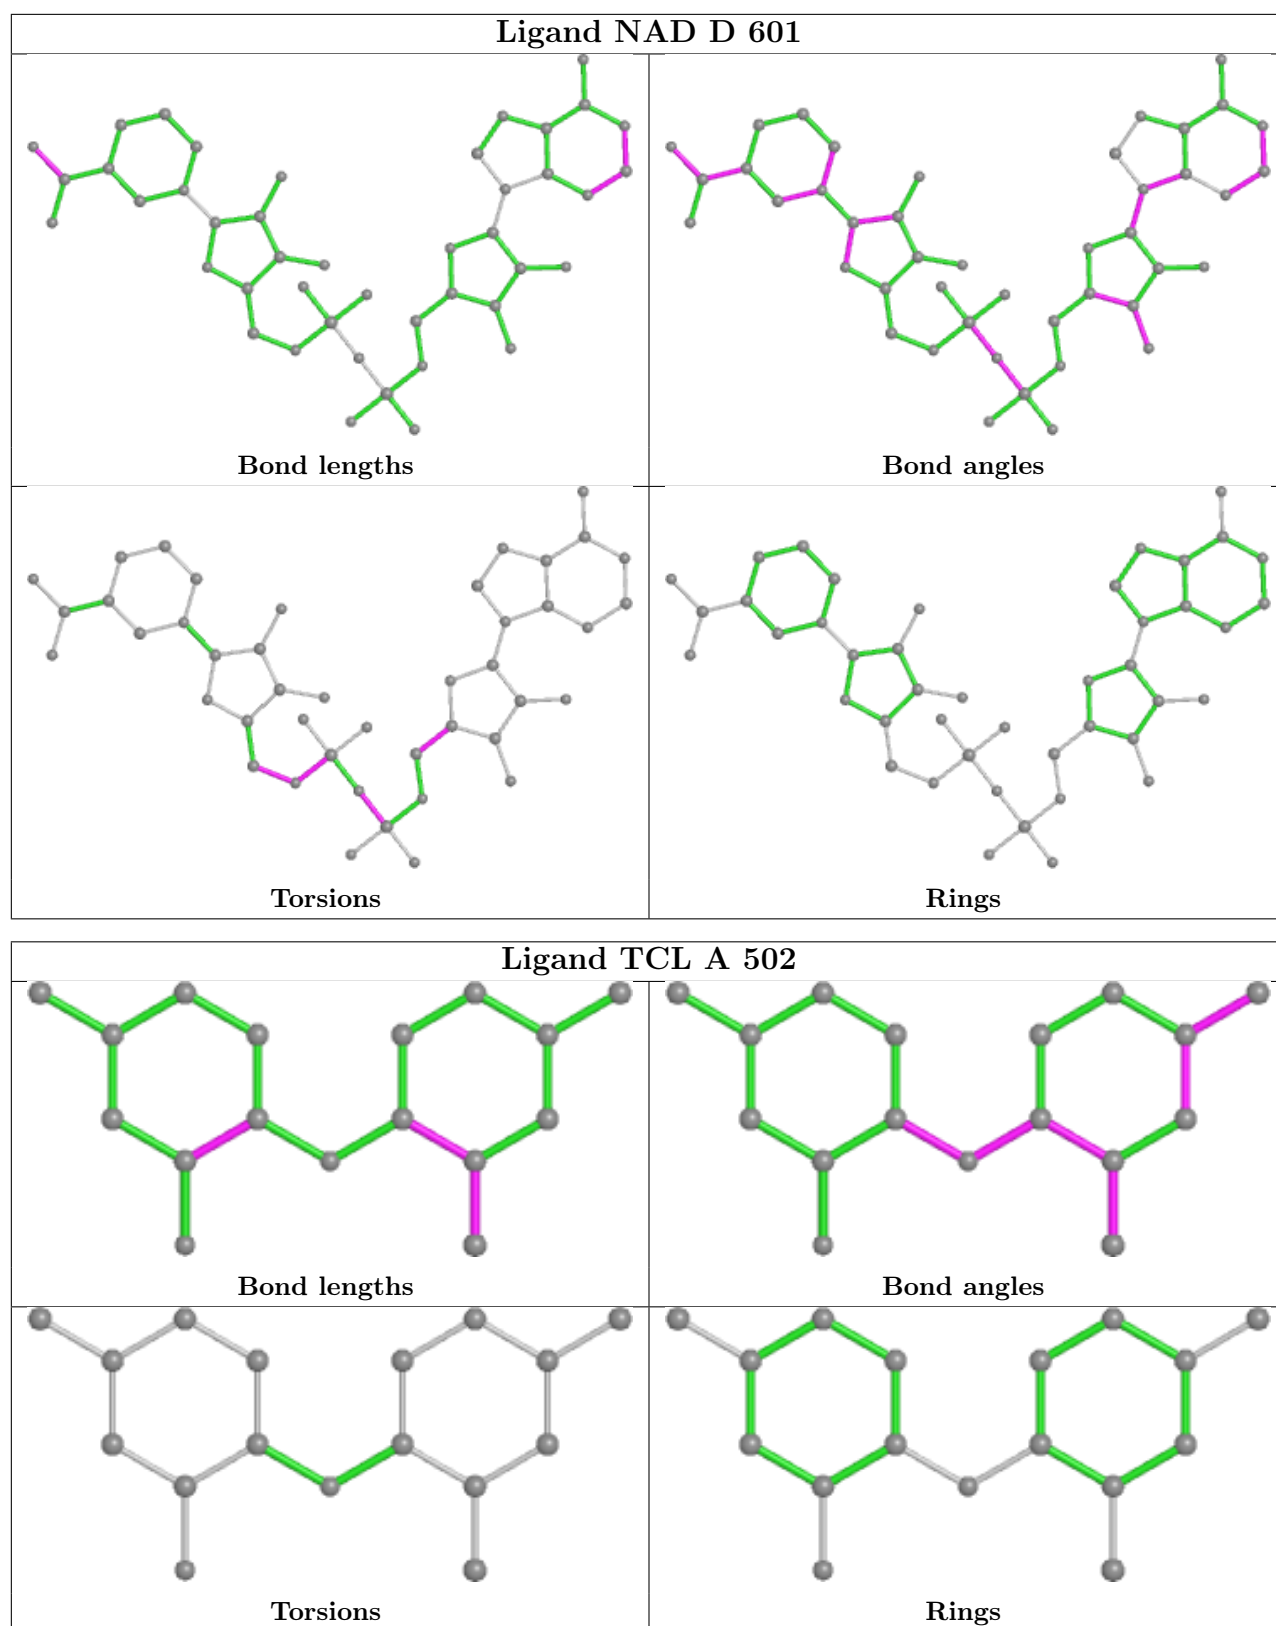 Ligand NAD D 601
Bond lengths
Bond angles
Torsions
Rings
Ligand TCL A 502
Bond lengths
Bond angles
Torsions
Rings